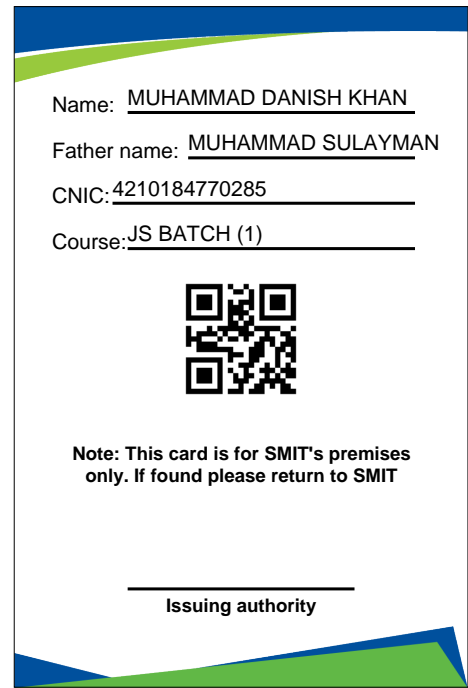 Name: MUHAMMAD DANISH KHAN
Father name: MUHAMMAD SULAYMAN
CNIC: 4210184770285
Course: JS BATCH (1)
Note: This card is for SMIT's premises
only. If found please return to SMIT
Issuing authority